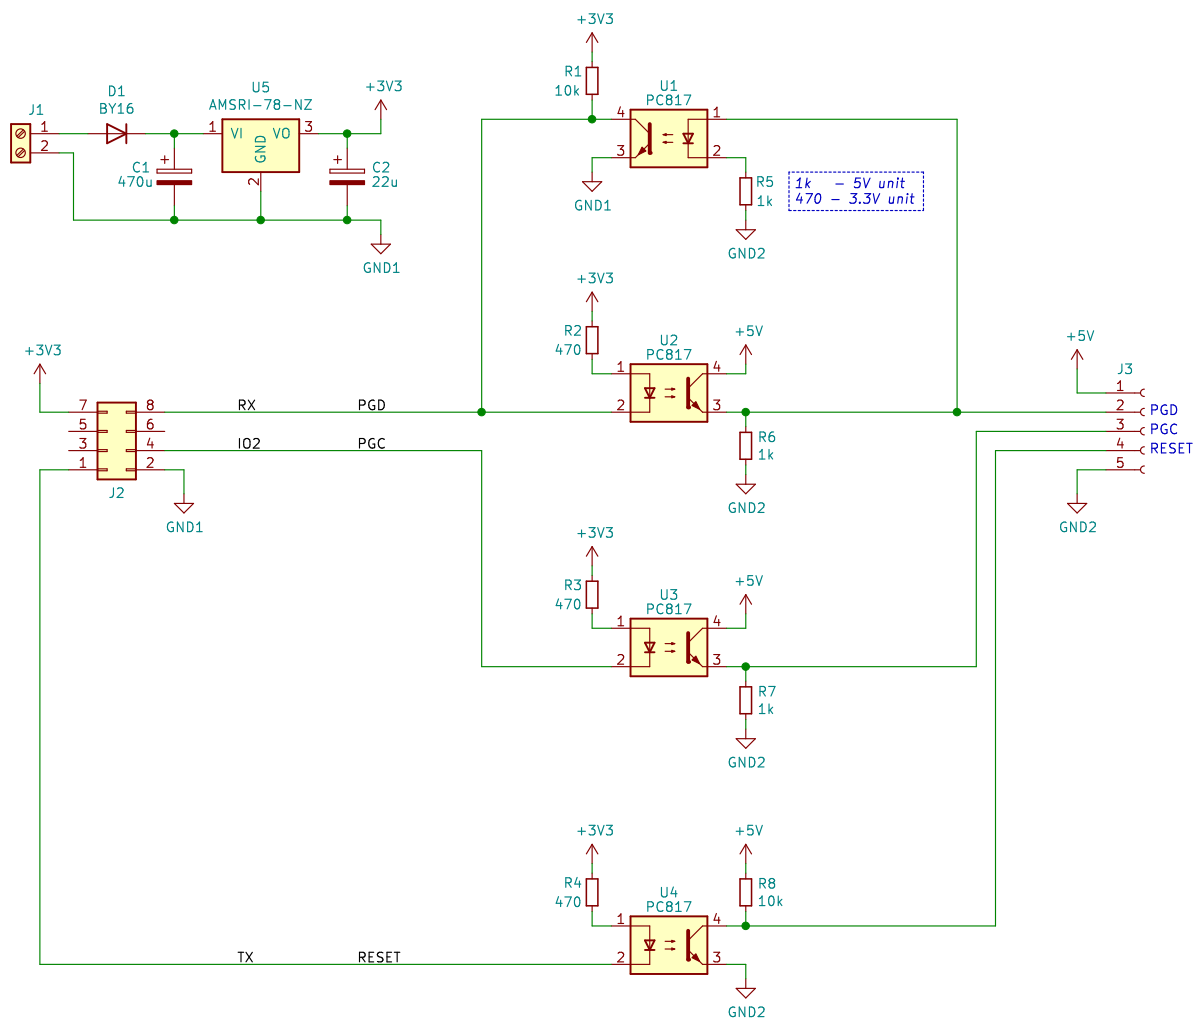 J1
1
2
D1
BY16
C1
470u
U5
AMSRI-78-NZ
1
VI
VO
3
GND
2
+3V3
C2
22u
GND1
+3V3
7
5
3
1
8
6
4
2
J2
GND1
RX
PGD
IO2
PGC
TX
RESET
+3V3
R1
10k
U1
PC817
4
3
1
2
GND1
R5
1k
GND2
1k   - 5V unit
470 - 3.3V unit
+3V3
R2
470
U2
PC817
1
2
4
3
+5V
R6
1k
GND2
+3V3
R3
470
U3
PC817
1
2
4
3
+5V
R7
1k
GND2
+3V3
R4
470
U4
PC817
1
2
4
3
+5V
R8
10k
GND2
+5V
J3
1
2 PGD
3 PGC
4 RESET
5
GND2